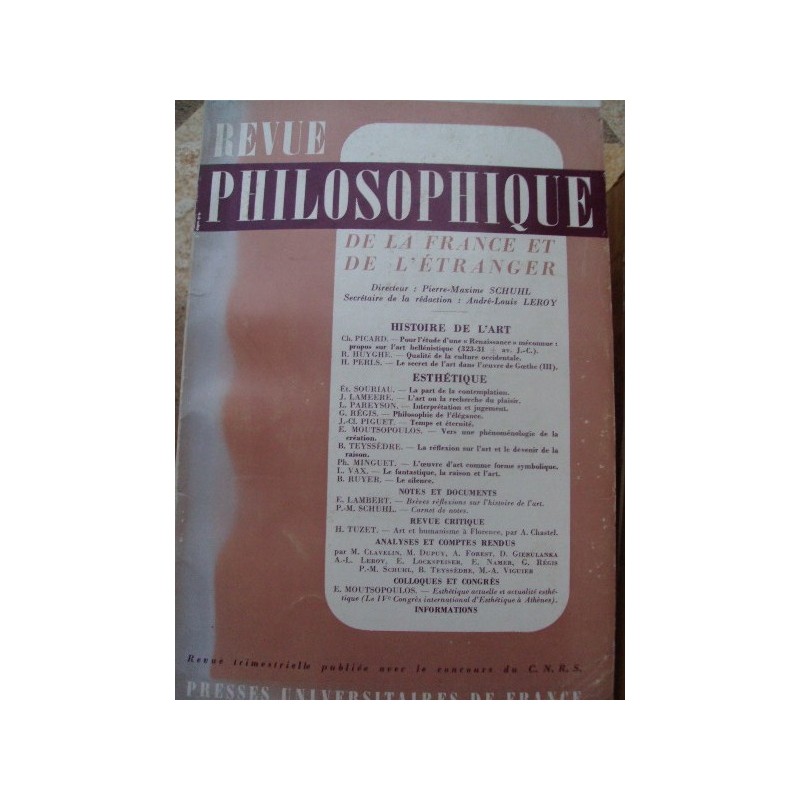 REVUE
PHILOSOPHIQUE
DE LA FRANCE ET
DE L'ÉTRANGER
Directeur : Pierre-Maxime SCHUHL
Secrétaire de la rédaction : André-Louis LEROY
HISTOIRE DE L'ART
Ch. PICARD. — Pour l'étude d'une « Renaissance » méconnue :
propos sur l'art hellénistique (323-31 ± av. J.-C.).
R. HUYGHE. — Qualité de la culture occidentale.
H. PERLS. — Le secret de l'art dans l'œuvre de Gœthe (III).
ESTHÉTIQUE
Ét. SOURIAU. — La part de la contemplation.
J. LAMEERE. — L'art ou la recherche du plaisir.
L. PAREYSON. — Interprétation et jugement.
G. RÉGIS. — Philosophie de l'élégance.
J.-Cl. PIGUET. — Temps et éternité.
E. MOUTSOPOULOS. — Vers une phénoménologie de la
création.
B. TEYSSÈDRE. — La réflexion sur l'art et le devenir de la
raison.
Ph. MINGUET. — L'œuvre d'art comme forme symbolique.
L. VAX. — Le fantastique, la raison et l'art.
B. RUYER. — Le silence.
NOTES ET DOCUMENTS
E. LAMBERT. — Brèves réflexions sur l'histoire de l'art.
P.-M. SCHUHL. — Carnet de notes.
REVUE CRITIQUE
H. TUZET. — Art et humanisme à Florence, par A. Chastel.
ANALYSES ET COMPTES RENDUS
par M. CLAVELIN, M. DUPUY, A. FOREST, D. GIERULANKA
A.-L. LEROY, E. LOCKSPEISER, E. NAMER, G. RÉGIS
P.-M. SCHUHL, B. TEYSSÈDRE, M.-A. VIGUIER
COLLOQUES ET CONGRÈS
E. MOUTSOPOULOS. — Esthétique actuelle et actualité esthé-
tique (Le IVe Congrès international d'Esthétique à Athènes).
INFORMATIONS
Revue trimestrielle publiée avec le concours du C. N. R. S.
PRESSES UNIVERSITAIRES DE FRANCE